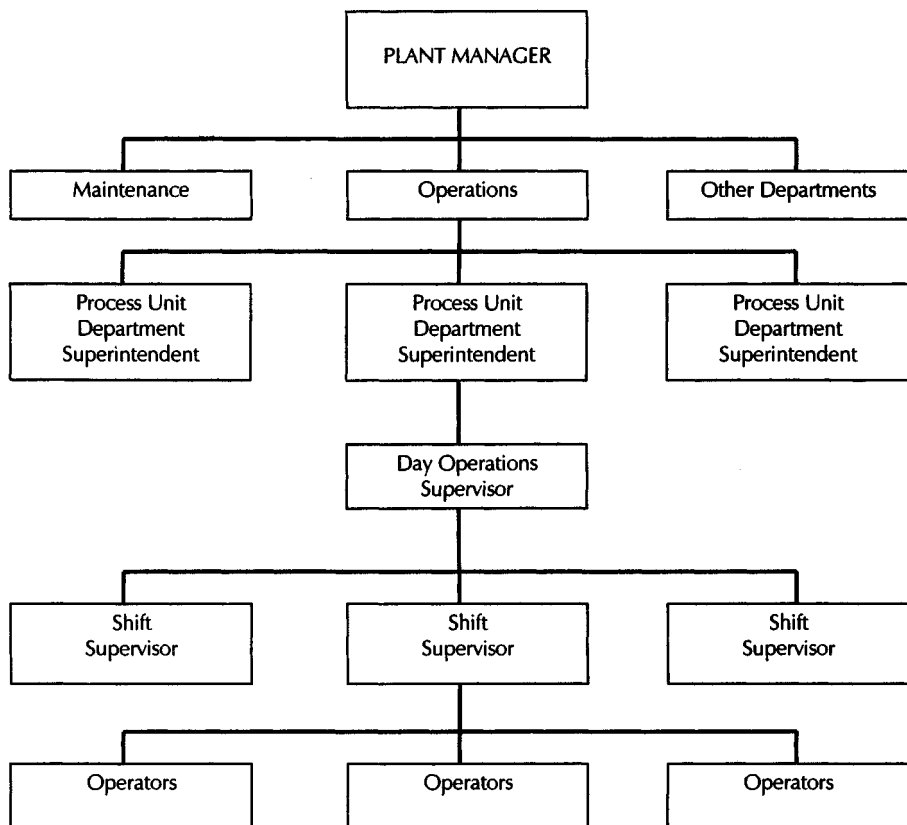 PLANT MANAGER
Maintenance
Operations
Other Departments
Process Unit
Department
Superintendent
Process Unit
Department
Superintendent
Process Unit
Department
Superintendent
Day Operations
Supervisor
Shift
Supervisor
Shift
Supervisor
Shift
Supervisor
Operators
Operators
Operators